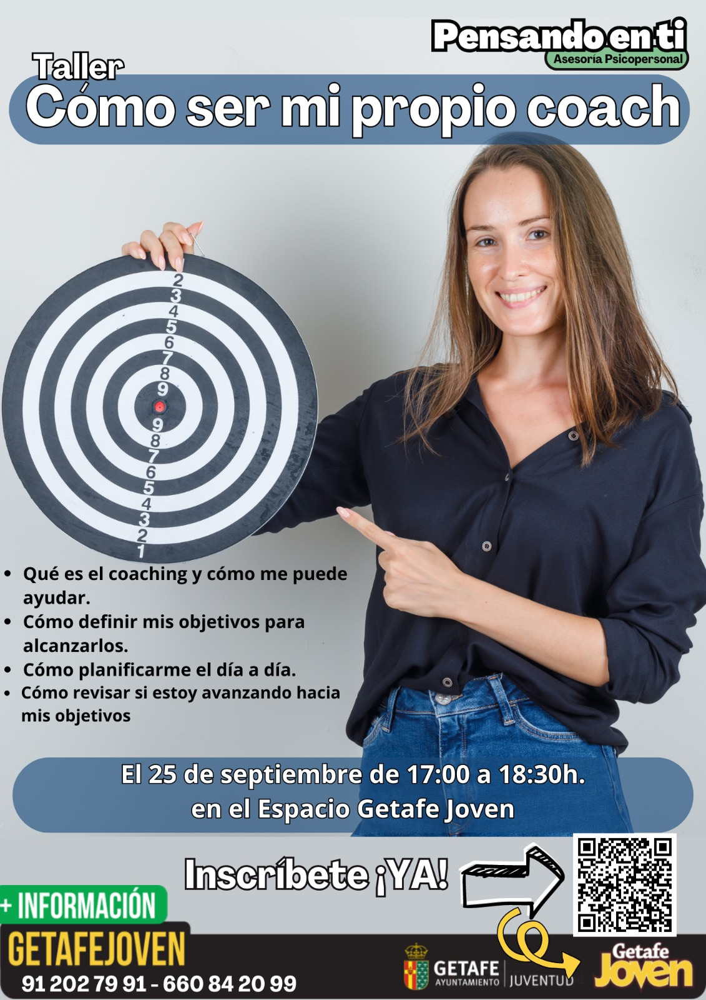 Pensando en ti
Asesoría Psicopersonal
Taller
Cómo ser mi propio coach
2
3
4
5
6
7
8
9
9
8
7
6
5
4
3
2
1
• Qué es el coaching y cómo me puede
ayudar.
• Cómo definir mis objetivos para
alcanzarlos.
• Cómo planificarme el día a día.
• Cómo revisar si estoy avanzando hacia
mis objetivos
El 25 de septiembre de 17:00 a 18:30h.
en el Espacio Getafe Joven
Inscríbete ¡YA!
+ INFORMACIÓN
GETAFEJOVEN
91 202 79 91 - 660 84 20 99
GETAFE
AYUNTAMIENTO | JUVENTUD
Getafe
Joven